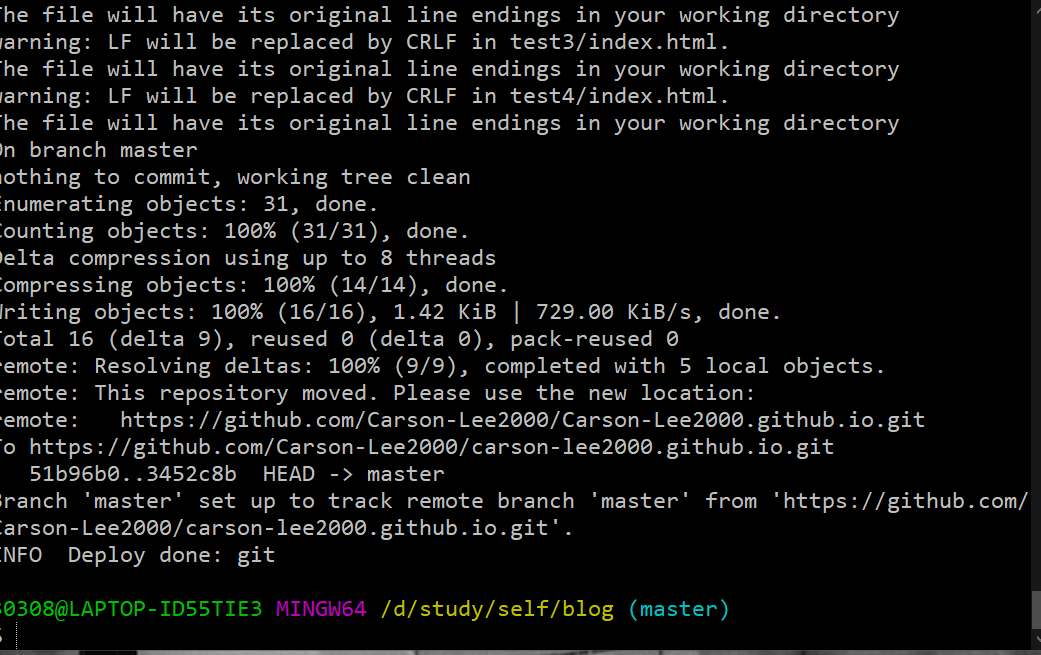 The file will have its original line endings in your working directory
warning: LF will be replaced by CRLF in test3/index.html.
The file will have its original line endings in your working directory
warning: LF will be replaced by CRLF in test4/index.html.
The file will have its original line endings in your working directory
On branch master
nothing to commit, working tree clean
Enumerating objects: 31, done.
Counting objects: 100% (31/31), done.
Delta compression using up to 8 threads
Compressing objects: 100% (14/14), done.
Writing objects: 100% (16/16), 1.42 KiB | 729.00 KiB/s, done.
Total 16 (delta 9), reused 0 (delta 0), pack-reused 0
remote: Resolving deltas: 100% (9/9), completed with 5 local objects.
remote: This repository moved. Please use the new location:
remote:   https://github.com/Carson-Lee2000/Carson-Lee2000.github.io.git
To https://github.com/Carson-Lee2000/carson-lee2000.github.io.git
   51b96b0..3452c8b  HEAD -> master
Branch 'master' set up to track remote branch 'master' from 'https://github.com/
Carson-Lee2000/carson-lee2000.github.io.git'.
INFO  Deploy done: git
0308@LAPTOP-ID55TIE3 MINGW64 /d/study/self/blog (master)
$